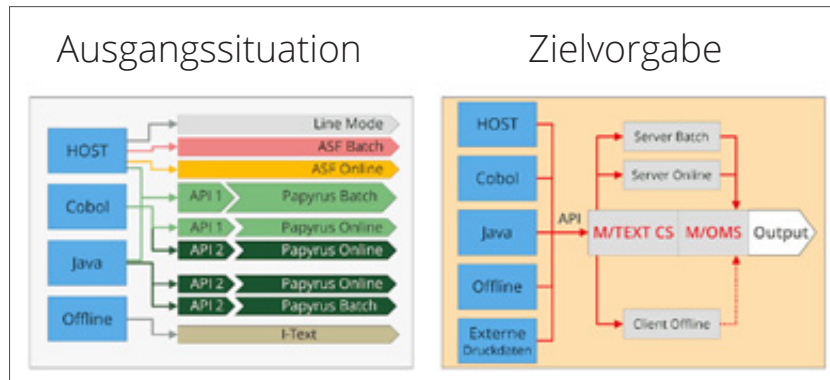 Ausgangssituation
HOST
Cobol
Java
Offline
Line Mode
ASF Batch
ASF Online
API 1 Papyrus Batch
API 1 Papyrus Online
API 2 Papyrus Online
API 2 Papyrus Online
API 2 Papyrus Batch
I-Text
Zielvorgabe
HOST
Cobol
Java
Offline
Externe
Druckdaten
API
Server Batch
Server Online
M/TEXT CS M/OMS Output
Client Offline